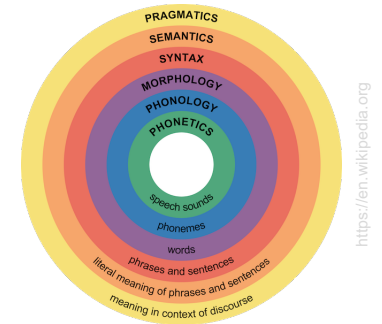 PRAGMATICS
SEMANTICS
SYNTAX
MORPHOLOGY
PHONOLOGY
PHONETICS
speech sounds
phonemes
words
phrases and sentences
literal meaning of phrases and sentences
meaning in context of discourse
https://en.wikipedia.org